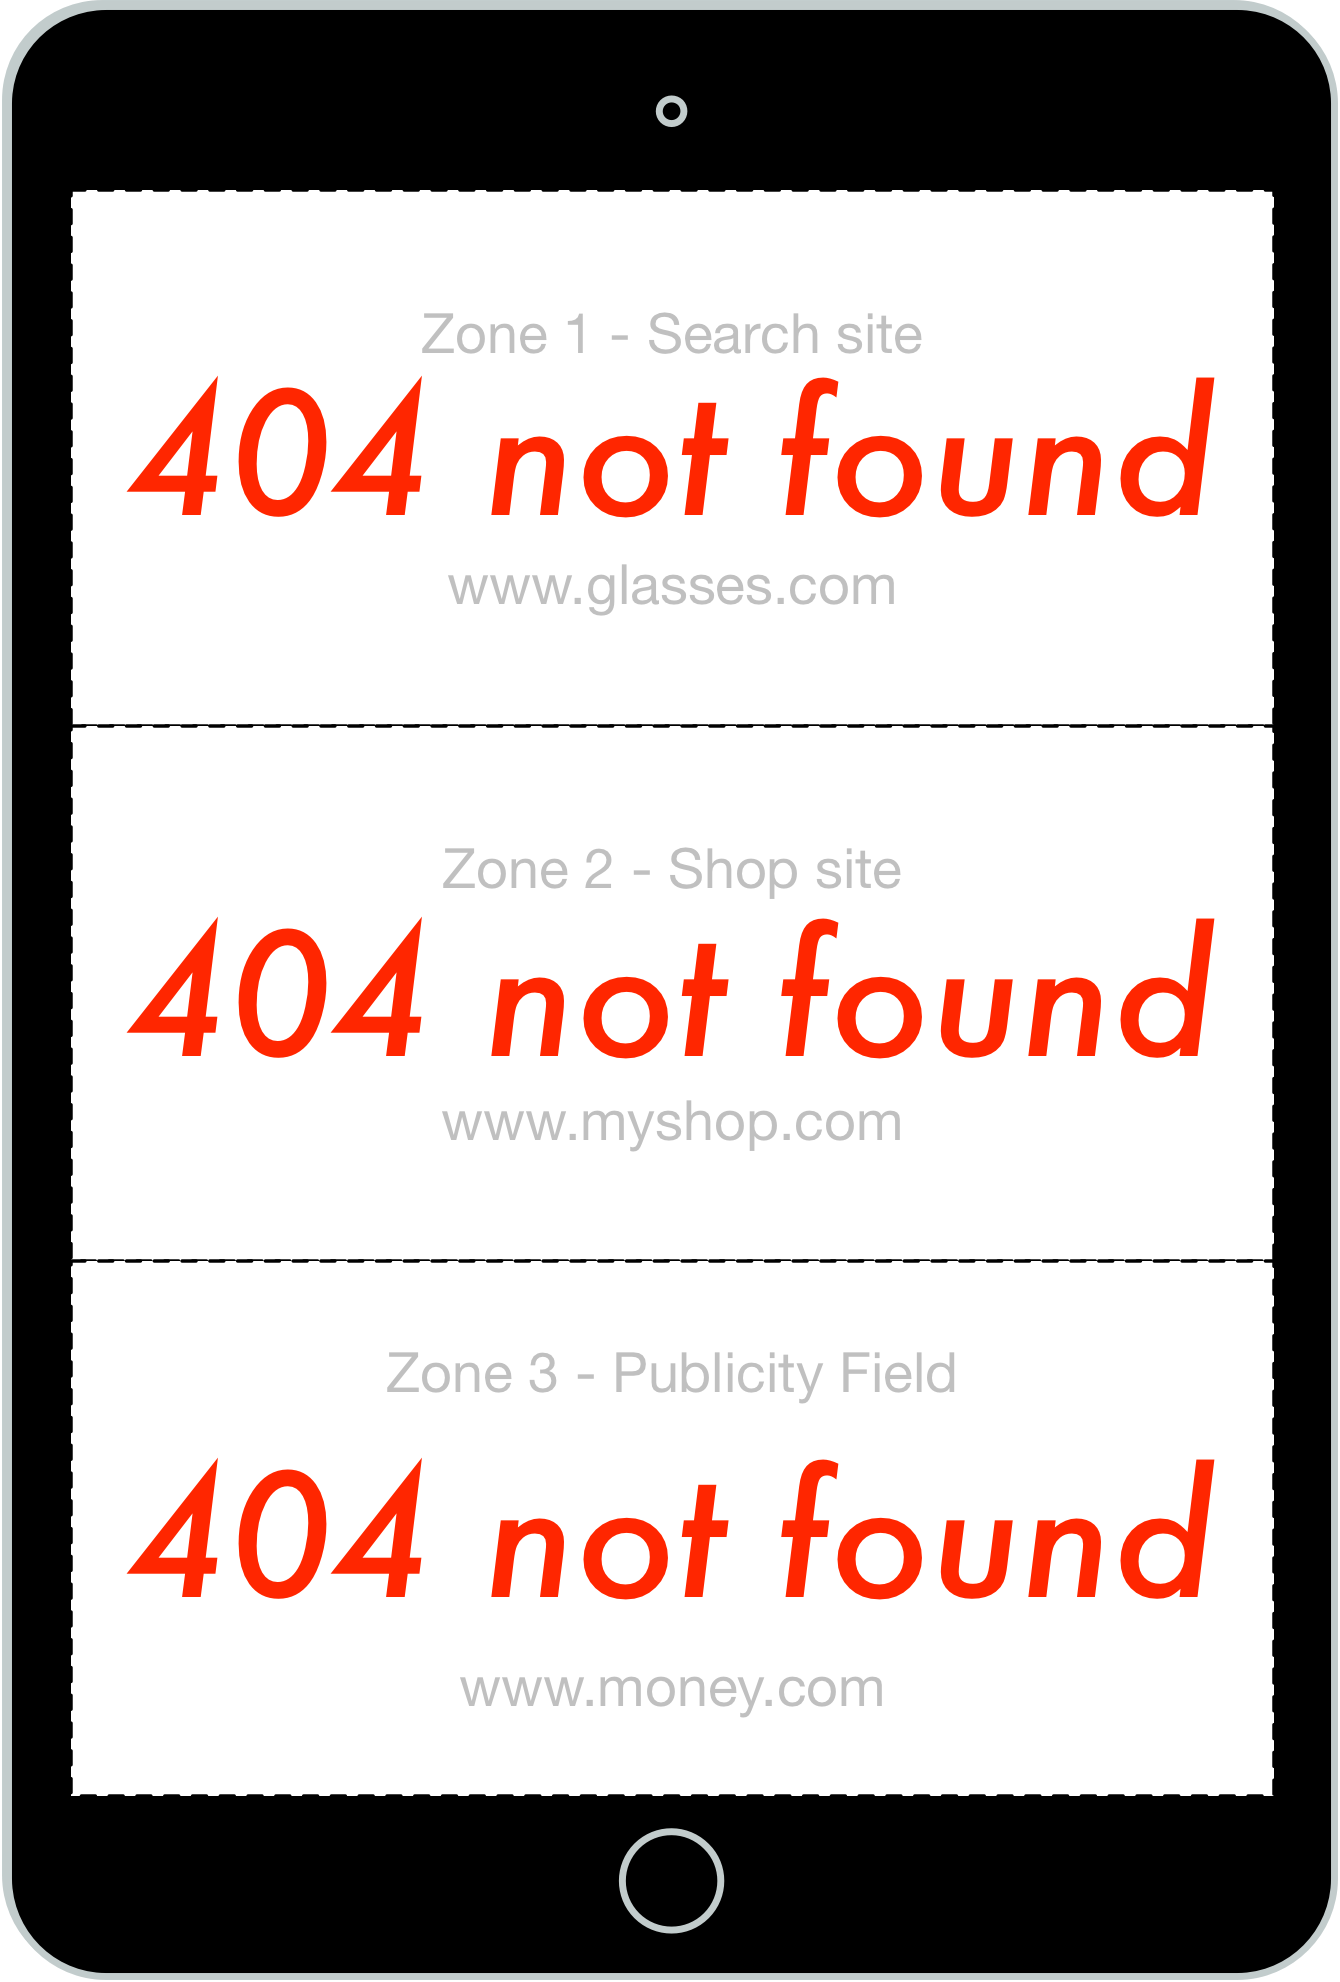 Zone 1 - Search site
404 not found
www.glasses.com
Zone 2 - Shop site
404 not found
www.myshop.com
Zone 3 - Publicity Field
404 not found
www.money.com